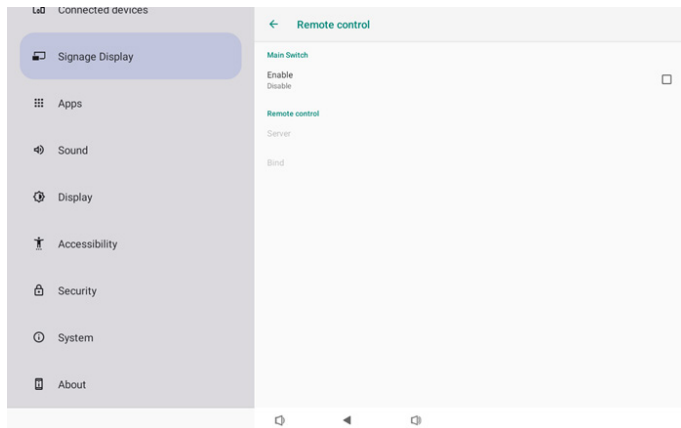 Connected devices
Signage Display
Apps
Sound
Display
Accessibility
Security
System
About
Remote control
Main Switch
Enable
Disable
Remote control
Server
Bind